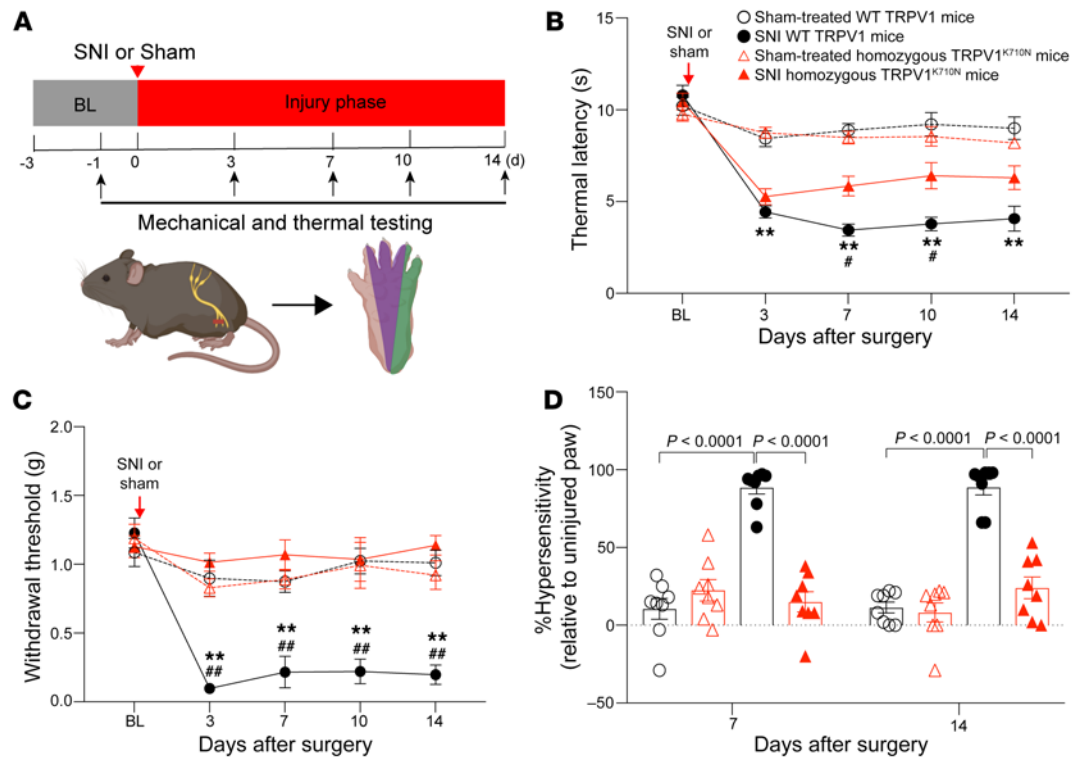 A
SNI or Sham
BL
Injury phase
-3
-1
0
3
7
10
14 (d)
Mechanical and thermal testing
B
Sham-treated WT TRPV1 mice
SNI WT TRPV1 mice
Sham-treated homozygous TRPV1K710N mice
SNI homozygous TRPV1K710N mice
SNI or
sham
Thermal latency (s)
15
10
5
0
**
**
#
**
#
**
BL
3
7
10
14
Days after surgery
C
SNI or
sham
Withdrawal threshold (g)
2.0
1.5
1.0
0.5
0.0
**
##
**
##
**
##
**
##
BL
3
7
10
14
Days after surgery
D
%Hypersensitivity
(relative to uninjured paw)
150
100
50
0
−50
P < 0.0001
P < 0.0001
P < 0.0001
P < 0.0001
7
14
Days after surgery